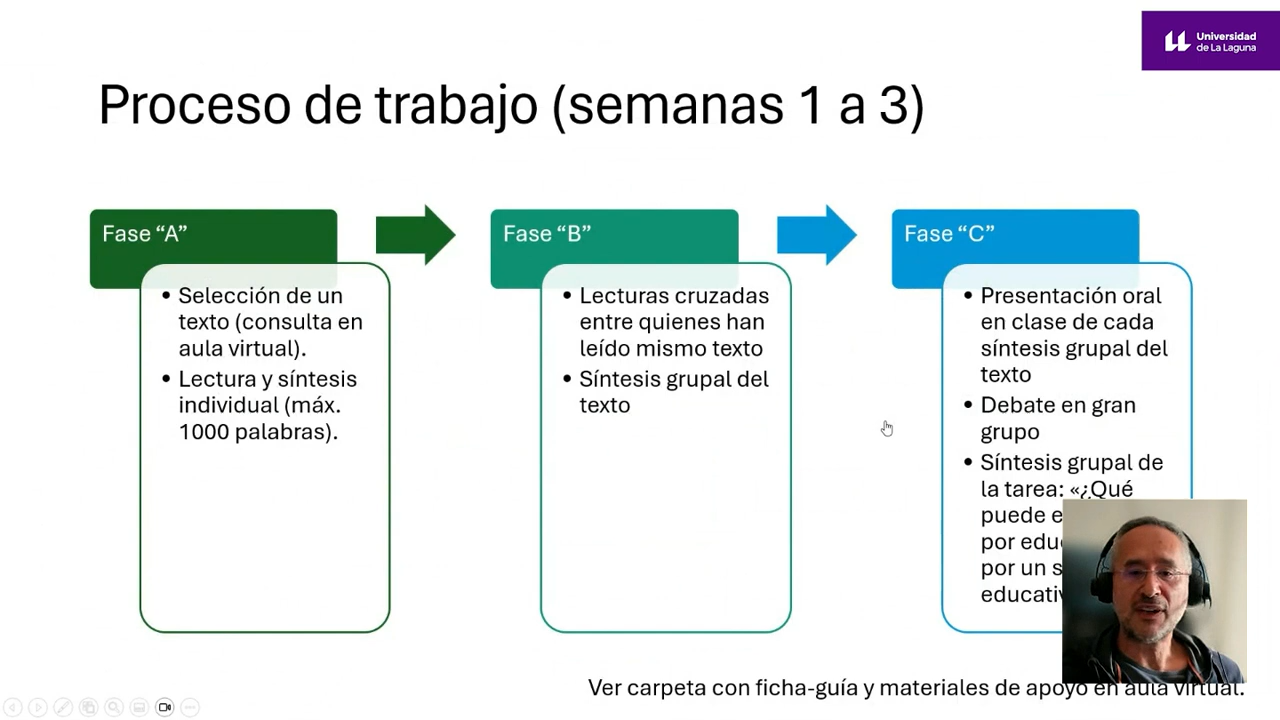 Universidad
de La Laguna
Proceso de trabajo (semanas 1 a 3)
Fase “A”
• Selección de un
texto (consulta en
aula virtual).
• Lectura y síntesis
individual (máx.
1000 palabras).
Fase “B”
• Lecturas cruzadas
entre quienes han
leído mismo texto
• Síntesis grupal del
texto
Fase “C”
• Presentación oral
en clase de cada
síntesis grupal del
texto
• Debate en gran
grupo
• Síntesis grupal de
la tarea: «¿Qué
puede
por
por un
Ver carpeta con ficha-guía y materiales de apoyo en aula virtual.